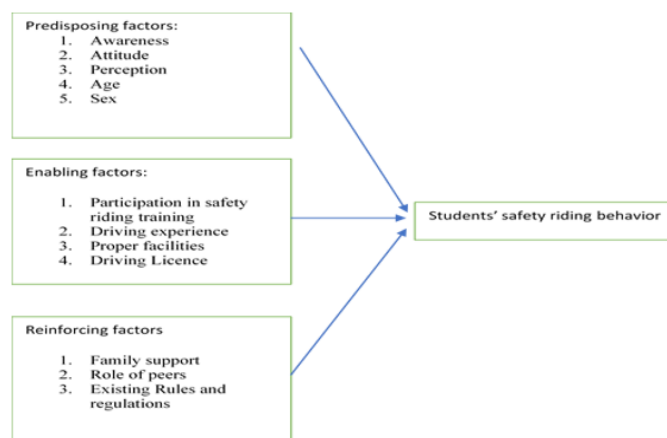 Predisposing factors:
1. Awareness
2. Attitude
3. Perception
4. Age
5. Sex
Enabling factors:
1. Participation in safety
riding training
2. Driving experience
3. Proper facilities
4. Driving Licence
Students’ safety riding behavior
Reinforcing factors
1. Family support
2. Role of peers
3. Existing Rules and
regulations